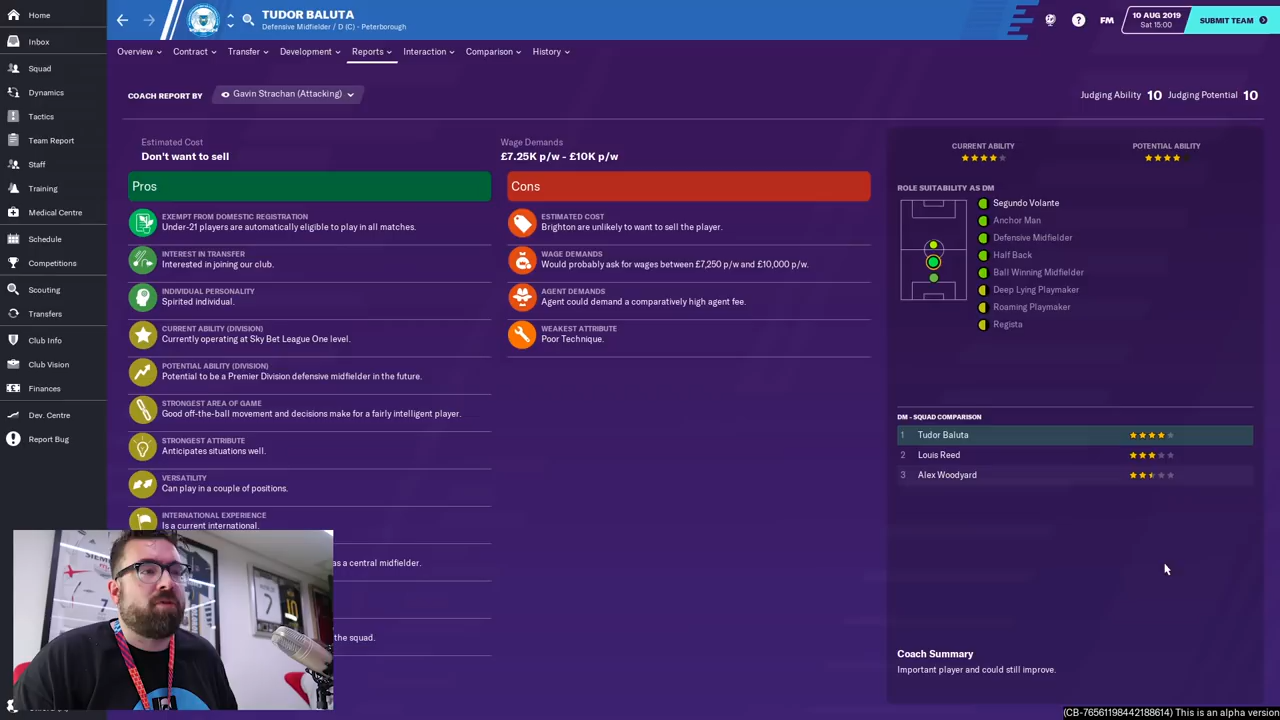 TUDOR BALUTA
Defensive Midfielder / D (C) - Peterborough
FM
10 AUG 2019
Sat 15:00
SUBMIT TEAM
Home
Inbox
Squad
Dynamics
Tactics
Team Report
Staff
Training
Medical Centre
Schedule
Competitions
Scouting
Transfers
Club Info
Club Vision
Finances
Dev. Centre
Report Bug
Overview
Contract
Transfer
Development
Reports
Interaction
Comparison
History
COACH REPORT BY
Gavin Strachan (Attacking)
Judging Ability 10 Judging Potential 10
Estimated Cost
Don't want to sell
Wage Demands
£7.25K p/w - £10K p/w
Pros
EXEMPT FROM DOMESTIC REGISTRATION
Under-21 players are automatically eligible to play in all matches.
INTEREST IN TRANSFER
Interested in joining our club.
INDIVIDUAL PERSONALITY
Spirited individual.
CURRENT ABILITY (DIVISION)
Currently operating at Sky Bet League One level.
POTENTIAL ABILITY (DIVISION)
Potential to be a Premier Division defensive midfielder in the future.
STRONGEST AREA OF GAME
Good off-the-ball movement and decisions make for a fairly intelligent player.
STRONGEST ATTRIBUTE
Anticipates situations well.
VERSATILITY
Can play in a couple of positions.
INTERNATIONAL EXPERIENCE
Is a current international.
as a central midfielder.
the squad.
Cons
ESTIMATED COST
Brighton are unlikely to want to sell the player.
WAGE DEMANDS
Would probably ask for wages between £7,250 p/w and £10,000 p/w.
AGENT DEMANDS
Agent could demand a comparatively high agent fee.
WEAKEST ATTRIBUTE
Poor Technique.
CURRENT ABILITY
POTENTIAL ABILITY
ROLE SUITABILITY AS DM
Segundo Volante
Anchor Man
Defensive Midfielder
Half Back
Ball Winning Midfielder
Deep Lying Playmaker
Roaming Playmaker
Regista
DM - SQUAD COMPARISON
1 Tudor Baluta
2 Louis Reed
3 Alex Woodyard
Coach Summary
Important player and could still improve.
(CB-76561198442188614) This is an alpha version
7
10